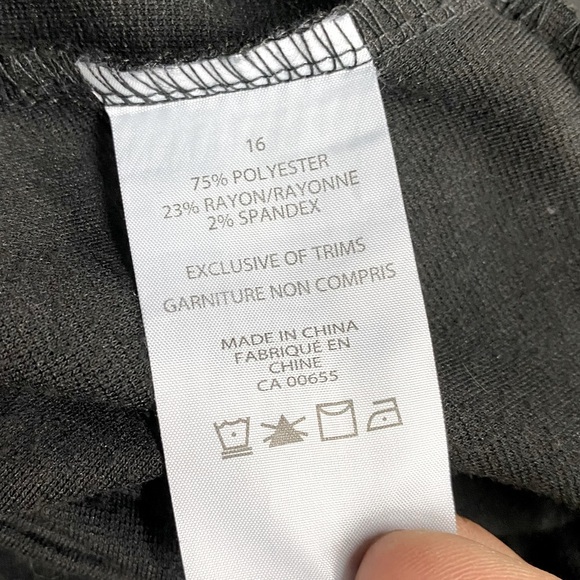 16
75% POLYESTER
23% RAYON/RAYONNE
2% SPANDEX
EXCLUSIVE OF TRIMS
GARNITURE NON COMPRIS
MADE IN CHINA
FABRIQUÉ EN
CHINE
CA 00655